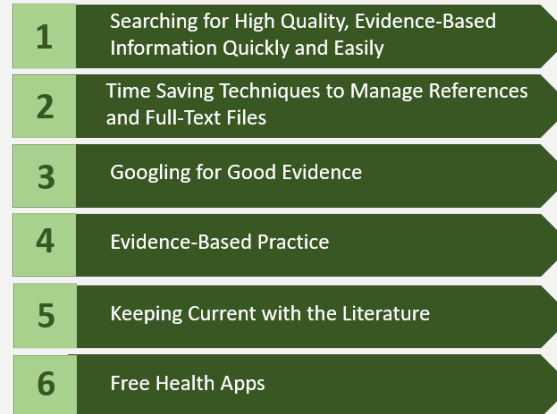 1
Searching for High Quality, Evidence-Based
Information Quickly and Easily
2
Time Saving Techniques to Manage References
and Full-Text Files
3
Googling for Good Evidence
4
Evidence-Based Practice
5
Keeping Current with the Literature
6
Free Health Apps